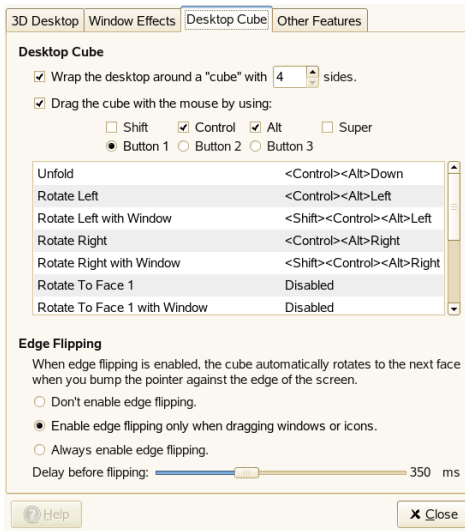 3D Desktop Window Effects Desktop Cube Other Features
Desktop Cube
Wrap the desktop around a "cube" with 4 sides.
Drag the cube with the mouse by using:
Shift Control Alt Super
Button 1 Button 2 Button 3
Unfold <Control><Alt>Down
Rotate Left <Control><Alt>Left
Rotate Left with Window <Shift><Control><Alt>Left
Rotate Right <Control><Alt>Right
Rotate Right with Window <Shift><Control><Alt>Right
Rotate To Face 1 Disabled
Rotate To Face 1 with Window Disabled
Edge Flipping
When edge flipping is enabled, the cube automatically rotates to the next face
when you bump the pointer against the edge of the screen.
Don't enable edge flipping.
Enable edge flipping only when dragging windows or icons.
Always enable edge flipping.
Delay before flipping: 350 ms
Help Close